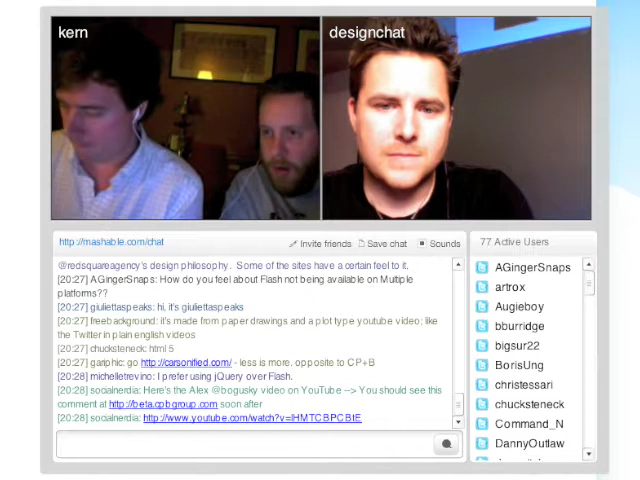 kern
designchat
http://mashable.com/chat
Invite friends
Save chat
Sounds
77 Active Users
@redsquareagency's design philosophy. Some of the sites have a certain feel to it.
[20:27] AGingerSnaps: How do you feel about Flash not being available on Multiple
platforms??
[20:27] giuliettaspeaks: hi, it's giuliettaspeaks
[20:27] freebackground: it's made from paper drawings and a plot type youtube video; like
the Twitter in plain english videos
[20:27] chucksteneck: html 5
[20:27] gariphic: go http://carsonified.com/ - less is more. opposite to CP+B
[20:28] michelletrevino: I prefer using jQuery over Flash.
[20:28] socialnerdia: Here's the Alex @bogusky video on YouTube --> You should see this
comment at http://beta.cpbgroup.com soon after
[20:28] socialnerdia: http://www.youtube.com/watch?v=lHMTCBPCBtE
AGingerSnaps
artrox
Augieboy
bburridge
bigsur22
BorisUng
christessari
chucksteneck
Command_N
DannyOutlaw